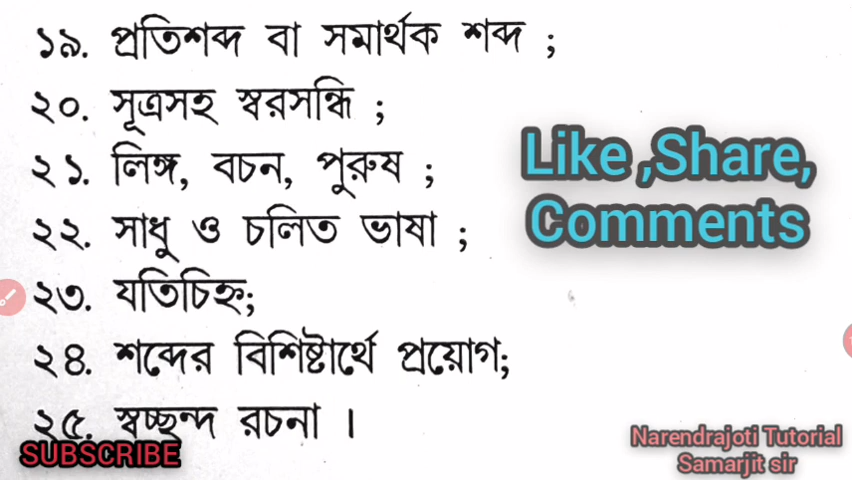 ১৯. প্রতিশব্দ বা সমার্থক শব্দ ;
২০. সূত্রসহ স্বরসন্ধি ;
২১. লিঙ্গ, বচন, পুরুষ ;
২২. সাধু ও চলিত ভাষা ;
২৩. যতিচিহ্ন;
২৪. শব্দের বিশিষ্টার্থে প্রয়োগ;
২৫. স্বচ্ছন্দ রচনা ।
Like ,Share,
Comments
SUBSCRIBE
Narendrajoti Tutorial
Samarjit sir